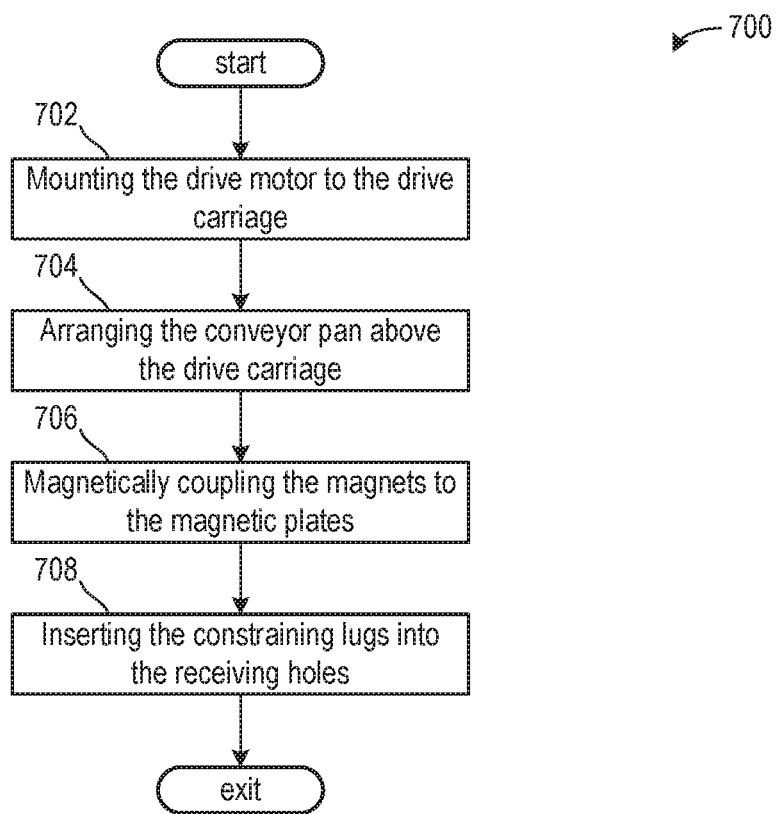 700
start
702
Mounting the drive motor to the drive
carriage
704
Arranging the conveyor pan above
the drive carriage
706
Magnetically coupling the magnets to
the magnetic plates
708
Inserting the constraining lugs into
the receiving holes
exit